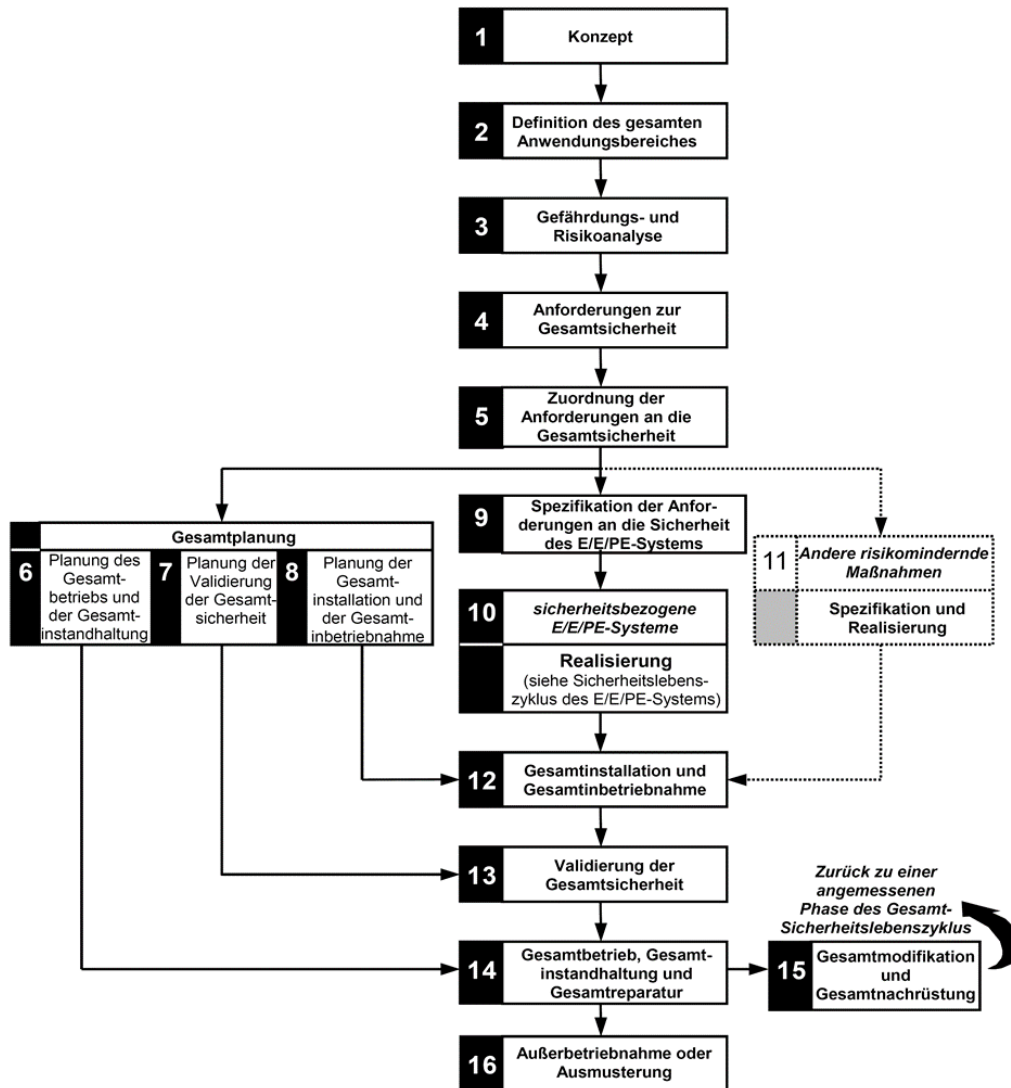 1
Konzept
2
Definition des gesamten
Anwendungsbereiches
3
Gefährdungs- und
Risikoanalyse
4
Anforderungen zur
Gesamtsicherheit
5
Zuordnung der
Anforderungen an die
Gesamtsicherheit
Gesamtplanung
6
Planung des
Gesamt-
betriebs und
der Gesamt-
instandhaltung
7
Planung der
Validierung
der Gesamt-
sicherheit
8
Planung der
Gesamt-
installation und
der Gesamt-
inbetriebnahme
9
Spezifikation der Anfor-
derungen an die Sicherheit
des E/E/PE-Systems
10
sicherheitsbezogene
E/E/PE-Systeme
Realisierung
(siehe Sicherheitslebens-
zyklus des E/E/PE-Systems)
11
Andere risikomindernde
Maßnahmen
Spezifikation und
Realisierung
12
Gesamtinstallation und
Gesamtinbetriebnahme
13
Validierung der
Gesamtsicherheit
14
Gesamtbetrieb, Gesamt-
instandhaltung und
Gesamtreparatur
Zurück zu einer
angemessenen
Phase des Gesamt-
Sicherheitslebenszyklus
15
Gesamtmodifikation
und
Gesamtnachrüstung
16
Außerbetriebnahme oder
Ausmusterung